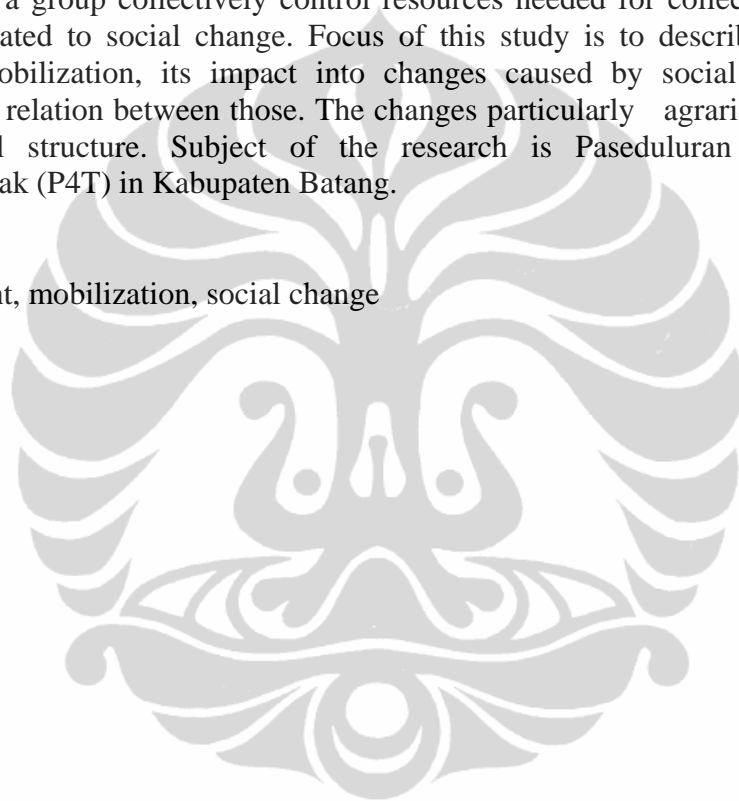 a group collectively control resources needed for collec
ated to social change. Focus of this study is to describ
obilization, its impact into changes caused by social
relation between those. The changes particularly agrari
l structure. Subject of the research is Paseduluran
ak (P4T) in Kabupaten Batang.
t, mobilization, social change